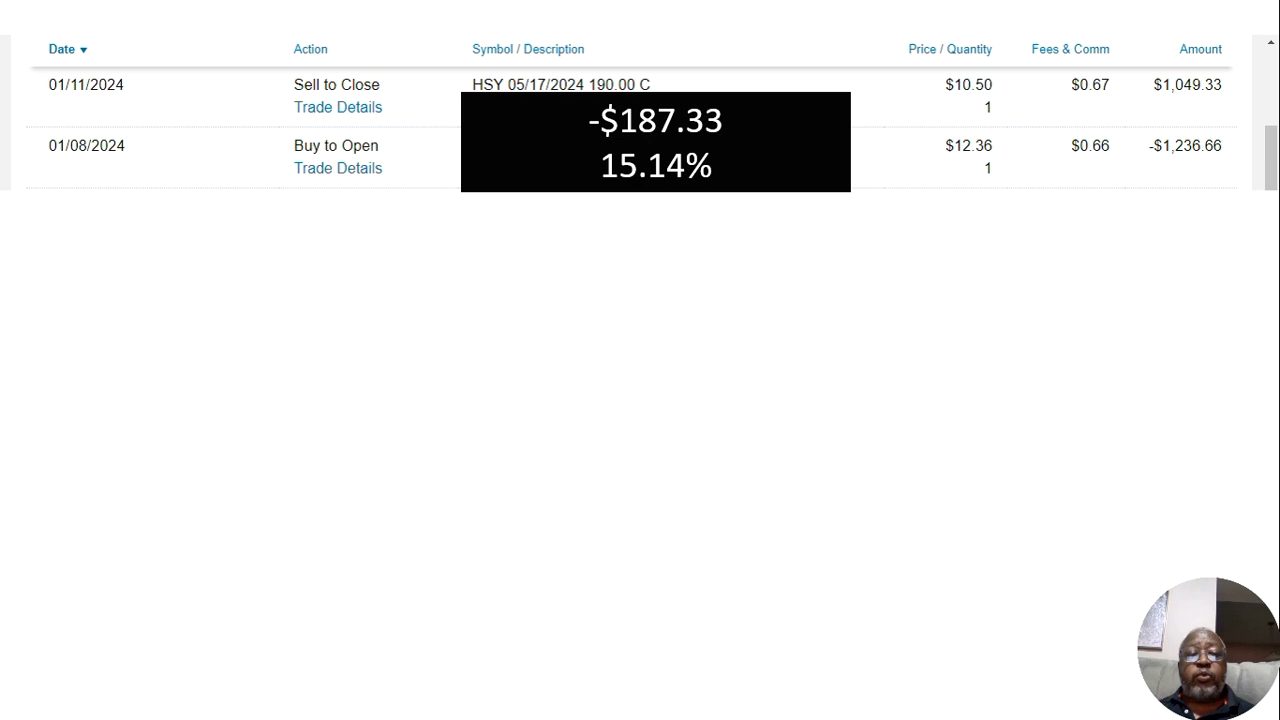 Date ▼ Action Symbol / Description Price / Quantity Fees & Comm Amount
01/11/2024 Sell to Close HSY 05/17/2024 190.00 C $10.50 $0.67 $1,049.33
Trade Details 1
-$187.33
01/08/2024 Buy to Open $12.36 $0.66 -$1,236.66
15.14%
Trade Details 1